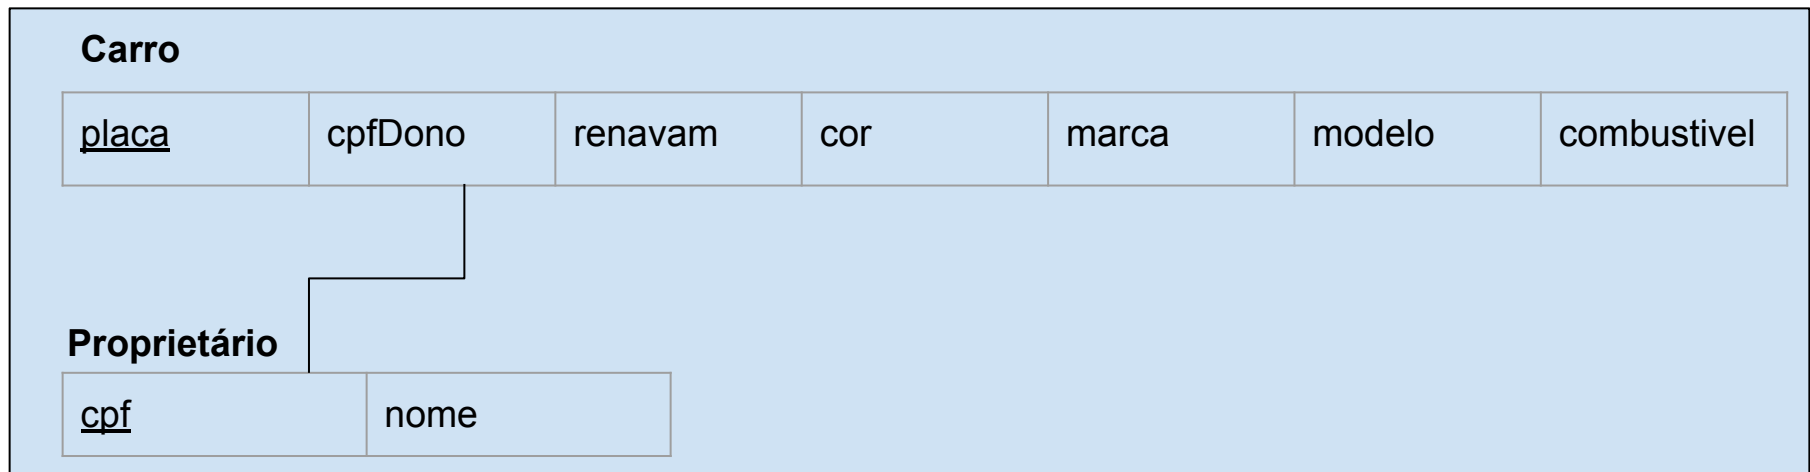 Carro
placa cpfDono renavam cor marca modelo combustivel
Proprietário
cpf nome